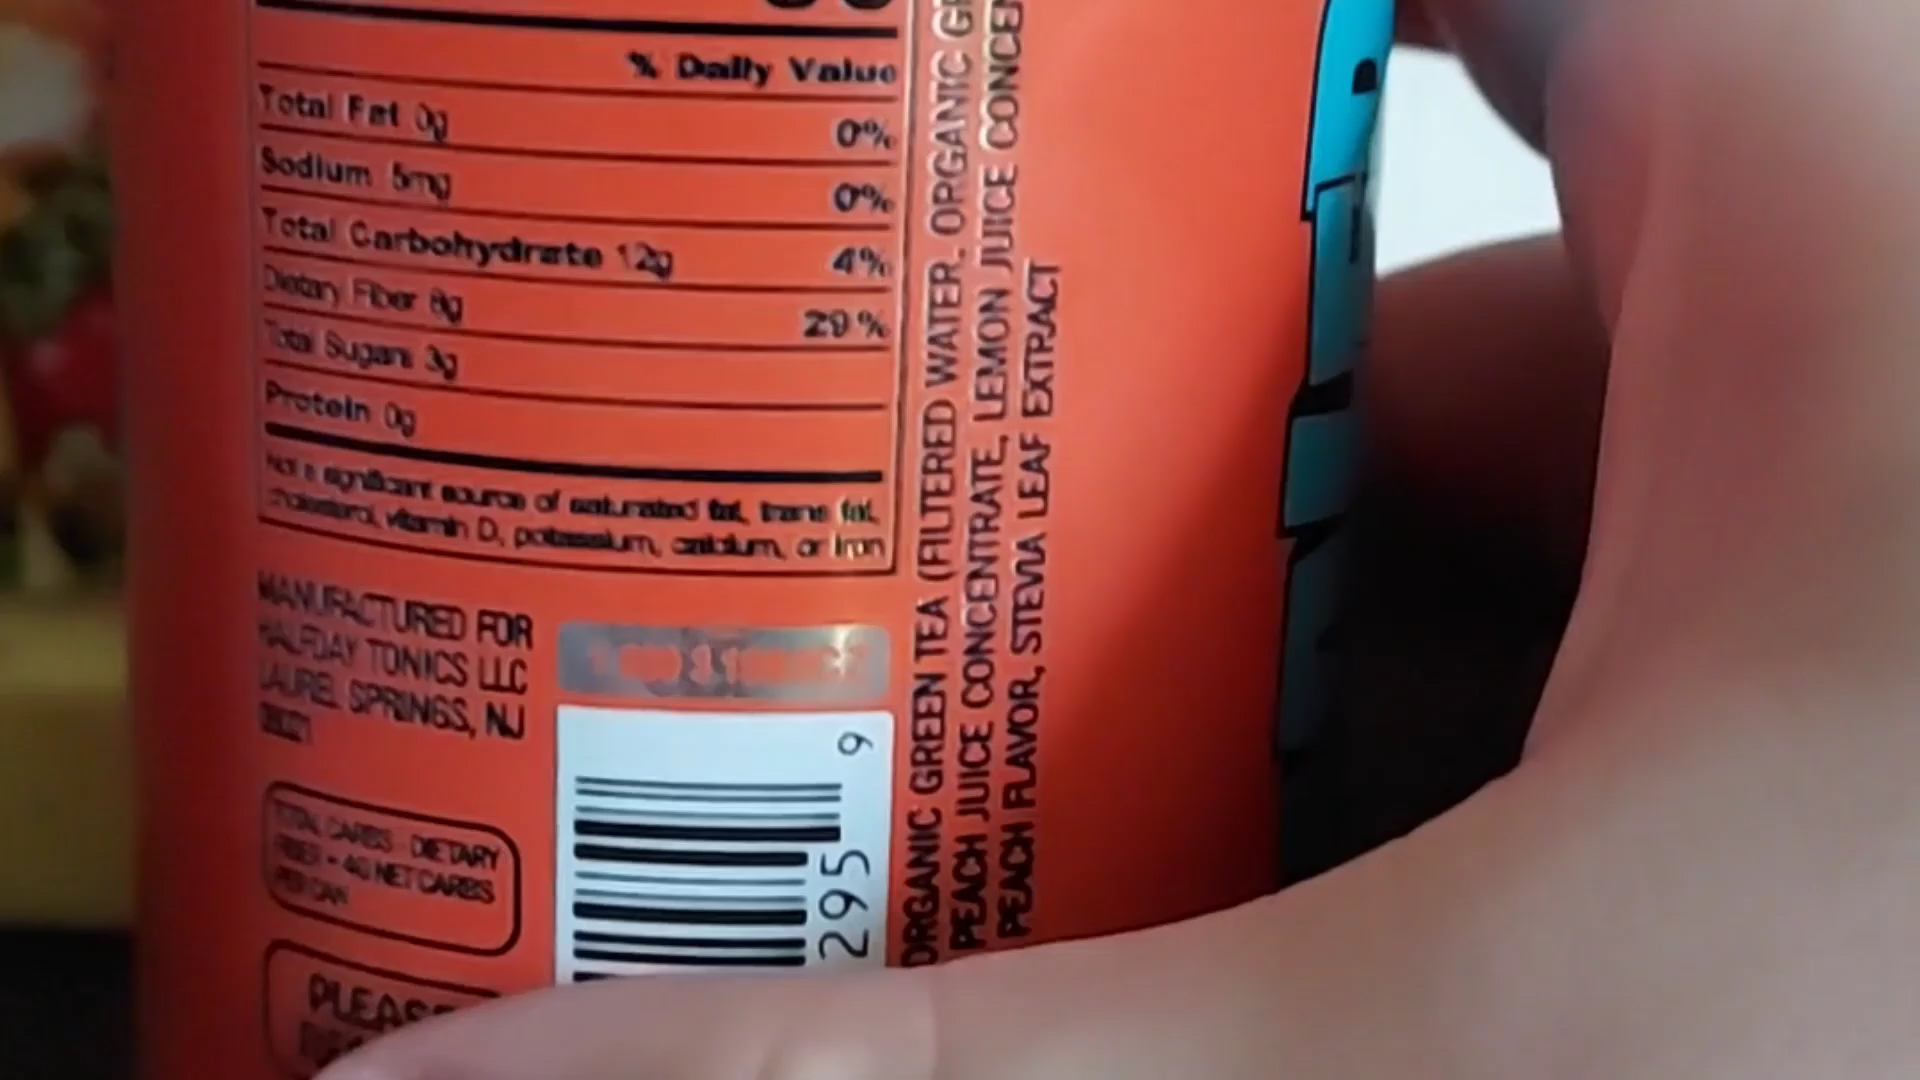 % Daily Value
Total Fat 0g 0%
Sodium 5mg 0%
Total Carbohydrate 12g 4%
Dietary Fiber 8g 29%
Total Sugars 3g
Protein 0g
Not a significant source of saturated fat, trans fat,
cholesterol, vitamin D, potassium, calcium, or iron
MANUFACTURED FOR
HALFDAY TONICS LLC
LAUREL SPRINGS, NJ
TOTAL CARBS - DIETARY
FIBER = 4G NET CARBS
PER CAN
PLEASE
9
295
ORGANIC GREEN TEA (FILTERED WATER, ORGANIC
PEACH JUICE CONCENTRATE, LEMON JUICE
PEACH FLAVOR, STEVIA LEAF EXTRACT